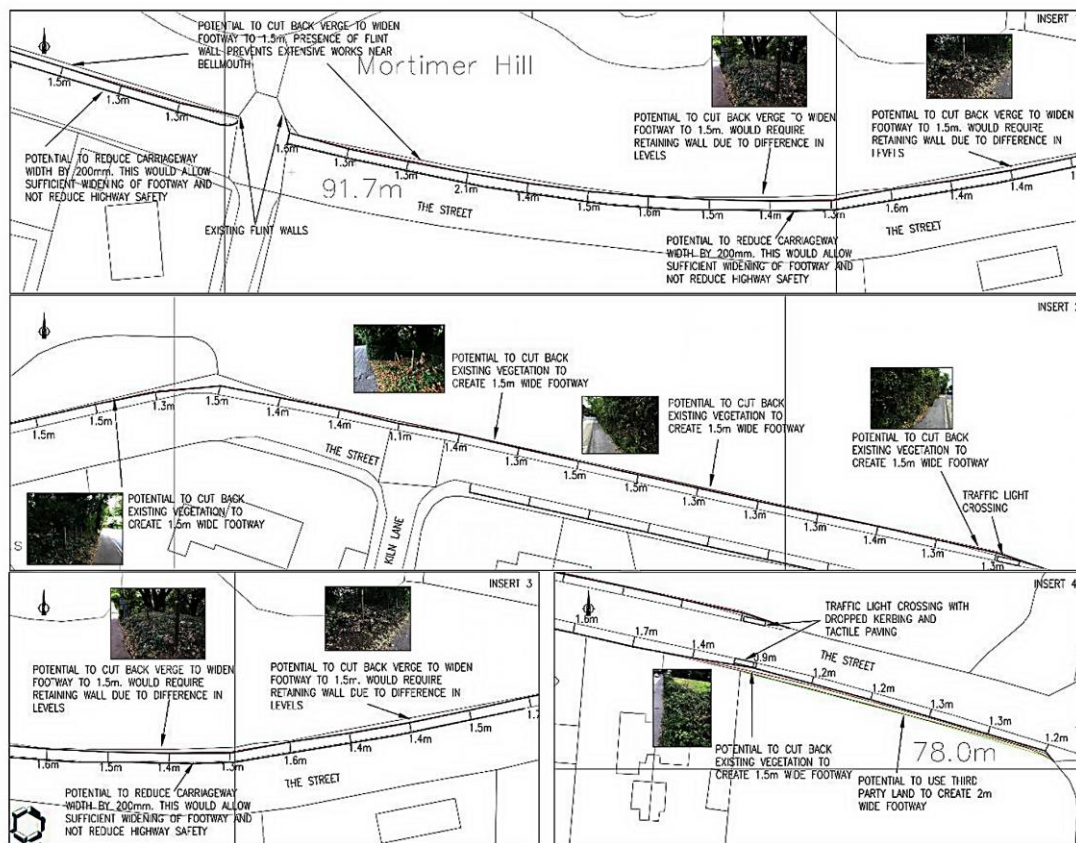 INSERT
POTENTIAL TO CUT BACK VERGE TO WIDEN
FOOTWAY TO 1.5m, PRESENCE OF FLINT
WALL PREVENTS EXTENSIVE WORKS NEAR
BELLMOUTH
Mortimer Hill
1.5m
1.3m
1.3m
POTENTIAL TO REDUCE CARRIAGEWAY
WIDTH BY 200mm. THIS WOULD ALLOW
SUFFICIENT WIDENING OF FOOTWAY AND
NOT REDUCE HIGHWAY SAFETY
EXISTING FLINT WALLS
1.5m
1.3m
1.3m
2.1m
1.4m
1.5m
1.6m
1.5m
1.4m
1.3m
1.6m
1.4m
1.4m
91.7m
THE STREET
POTENTIAL TO CUT BACK VERGE TO WIDEN
FOOTWAY TO 1.5m. WOULD REQUIRE
RETAINING WALL DUE TO DIFFERENCE IN
LEVELS
POTENTIAL TO CUT BACK VERGE TO WIDEN
FOOTWAY TO 1.5m. WOULD REQUIRE
RETAINING WALL DUE TO DIFFERENCE IN
LEVELS
THE STREET
POTENTIAL TO REDUCE CARRIAGEWAY
WIDTH BY 200mm. THIS WOULD ALLOW
SUFFICIENT WIDENING OF FOOTWAY AND
NOT REDUCE HIGHWAY SAFETY
INSERT
POTENTIAL TO CUT BACK
EXISTING VEGETATION TO
CREATE 1.5m WIDE FOOTWAY
POTENTIAL TO CUT BACK
EXISTING VEGETATION TO
CREATE 1.5m WIDE FOOTWAY
POTENTIAL TO CUT BACK
EXISTING VEGETATION TO
CREATE 1.5m WIDE FOOTWAY
TRAFFIC LIGHT
CROSSING
1.5m
1.5m
1.3m
1.5m
1.4m
1.4m
1.1m
1.4m
1.3m
1.5m
1.5m
1.3m
1.3m
1.3m
1.4m
1.3m
1.3m
THE STREET
POTENTIAL TO CUT BACK
EXISTING VEGETATION TO
CREATE 1.5m WIDE FOOTWAY
KILN LANE
S
INSERT 3
POTENTIAL TO CUT BACK VERGE TO WIDEN
FOOTWAY TO 1.5m. WOULD REQUIRE
RETAINING WALL DUE TO DIFFERENCE IN
LEVELS
POTENTIAL TO CUT BACK VERGE TO WIDEN
FOOTWAY TO 1.5m. WOULD REQUIRE
RETAINING WALL DUE TO DIFFERENCE IN
LEVELS
1.6m
1.5m
1.4m
1.3m
1.6m
1.4m
1.4m
1.5m
THE STREET
POTENTIAL TO REDUCE CARRIAGEWAY
WIDTH BY 200mm. THIS WOULD ALLOW
SUFFICIENT WIDENING OF FOOTWAY AND
NOT REDUCE HIGHWAY SAFETY
INSERT 4
TRAFFIC LIGHT CROSSING WITH
DROPPED KERBING AND
TACTILE PAVING
1.6m
1.7m
1.4m
0.9m
1.2m
1.2m
1.3m
1.3m
1.2m
THE STREET
78.0m
POTENTIAL TO CUT BACK
EXISTING VEGETATION TO
CREATE 1.5m WIDE FOOTWAY
POTENTIAL TO USE THIRD
PARTY LAND TO CREATE 2m
WIDE FOOTWAY